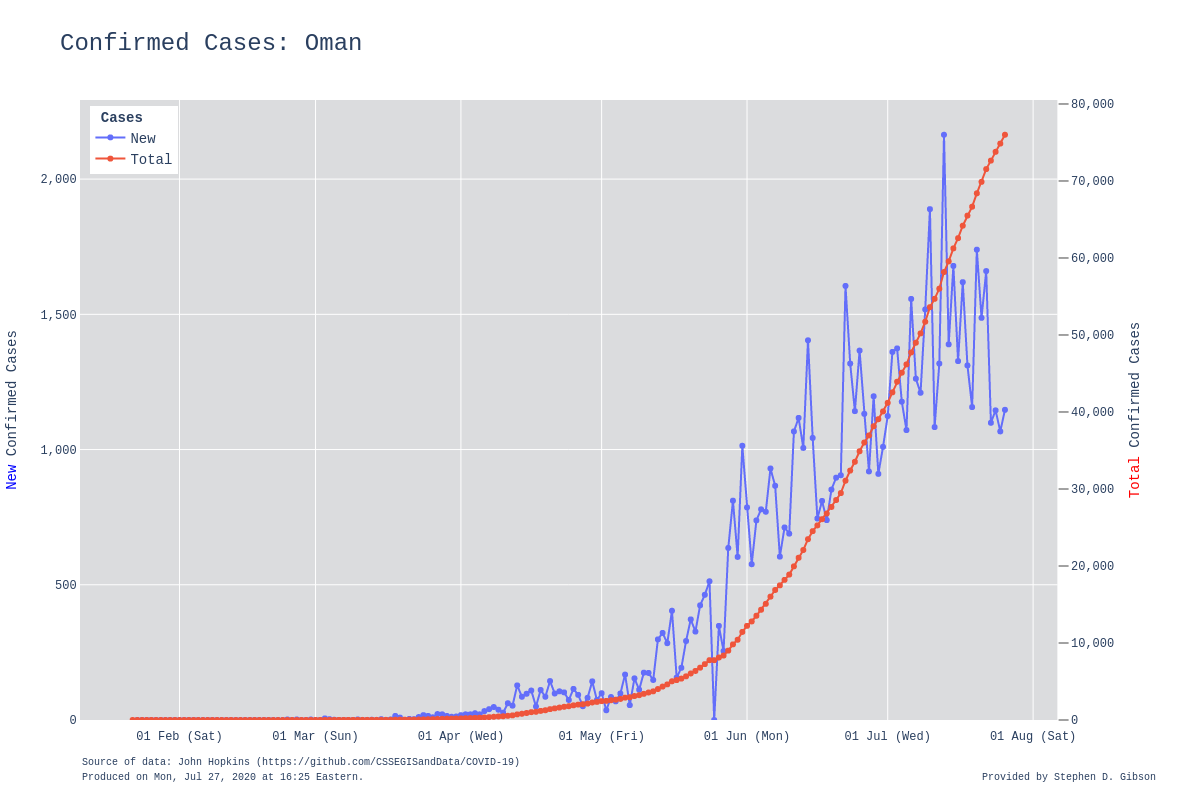 Confirmed Cases: Oman
Cases
New
Total
2,000
1,500
1,000
500
0
80,000
70,000
60,000
50,000
40,000
30,000
20,000
10,000
0
New Confirmed Cases
Total Confirmed Cases
01 Feb (Sat) 01 Mar (Sun) 01 Apr (Wed) 01 May (Fri) 01 Jun (Mon) 01 Jul (Wed) 01 Aug (Sat)
Source of data: John Hopkins (https://github.com/CSSEGISandData/COVID-19)
Produced on Mon, Jul 27, 2020 at 16:25 Eastern.
Provided by Stephen D. Gibson